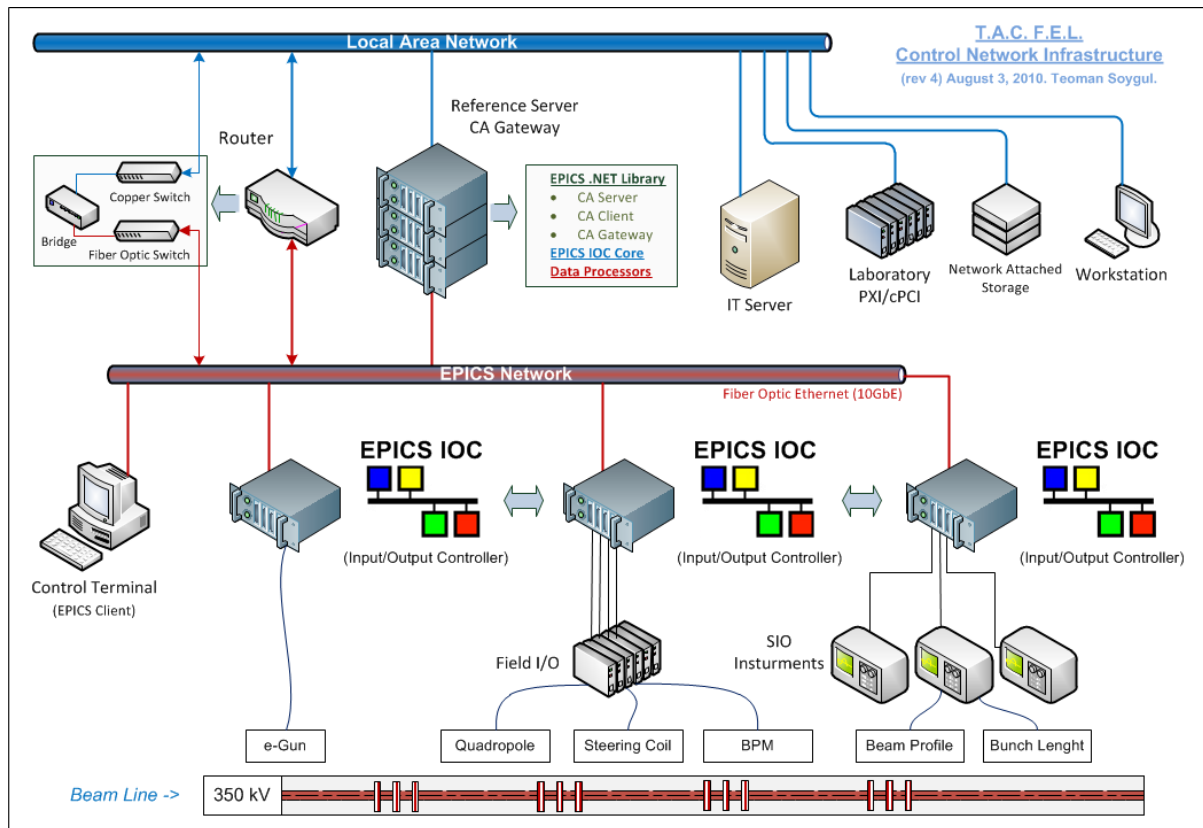 Local Area Network
T.A.C. F.E.L.
Control Network Infrastructure
(rev 4) August 3, 2010. Teoman Soygul.
Reference Server
CA Gateway
Router
Copper Switch
Bridge
Fiber Optic Switch
EPICS .NET Library
• CA Server
• CA Client
• CA Gateway
EPICS IOC Core
Data Processors
IT Server
Laboratory
PXI/cPCI
Network Attached
Storage
Workstation
EPICS Network
Fiber Optic Ethernet (10GbE)
Control Terminal
(EPICS Client)
EPICS IOC
(Input/Output Controller)
EPICS IOC
(Input/Output Controller)
EPICS IOC
(Input/Output Controller)
Field I/O
SIO
Insturments
e-Gun
Quadropole
Steering Coil
BPM
Beam Profile
Bunch Lenght
Beam Line ->
350 kV